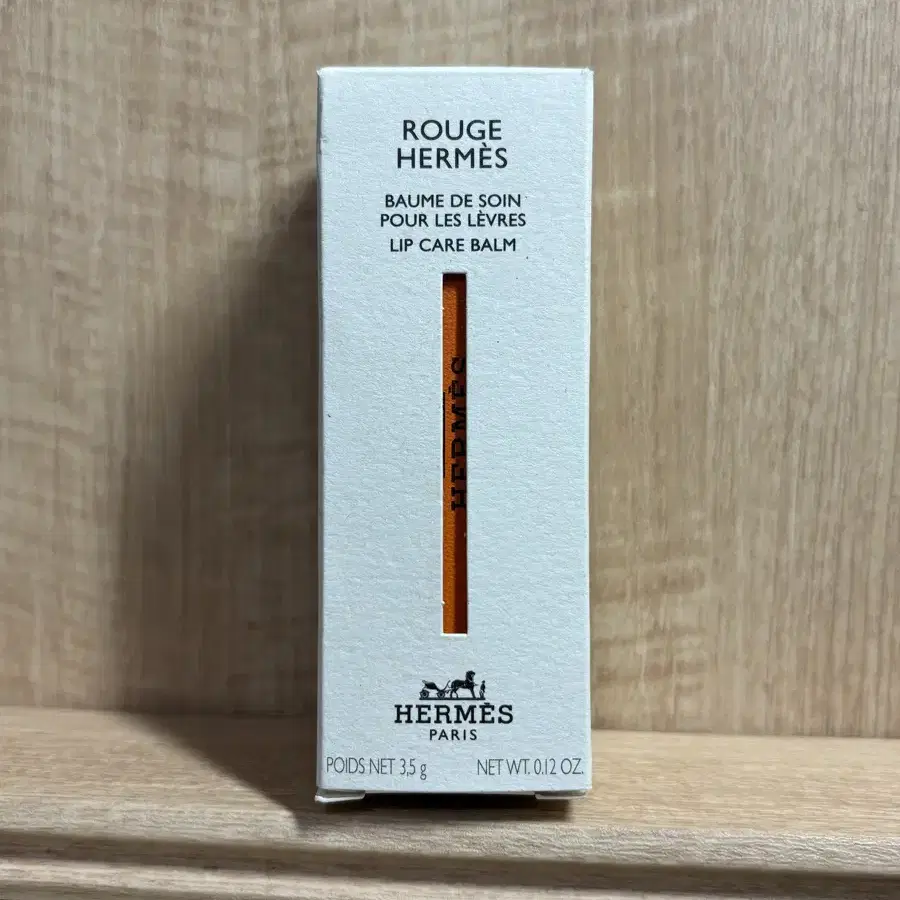 ROUGE
HERMÈS
BAUME DE SOIN
POUR LES LÈVRES
LIP CARE BALM
HERMÈS
HERMÈS
PARIS
POIDS NET 3,5 g NET WT. 0.12 OZ.